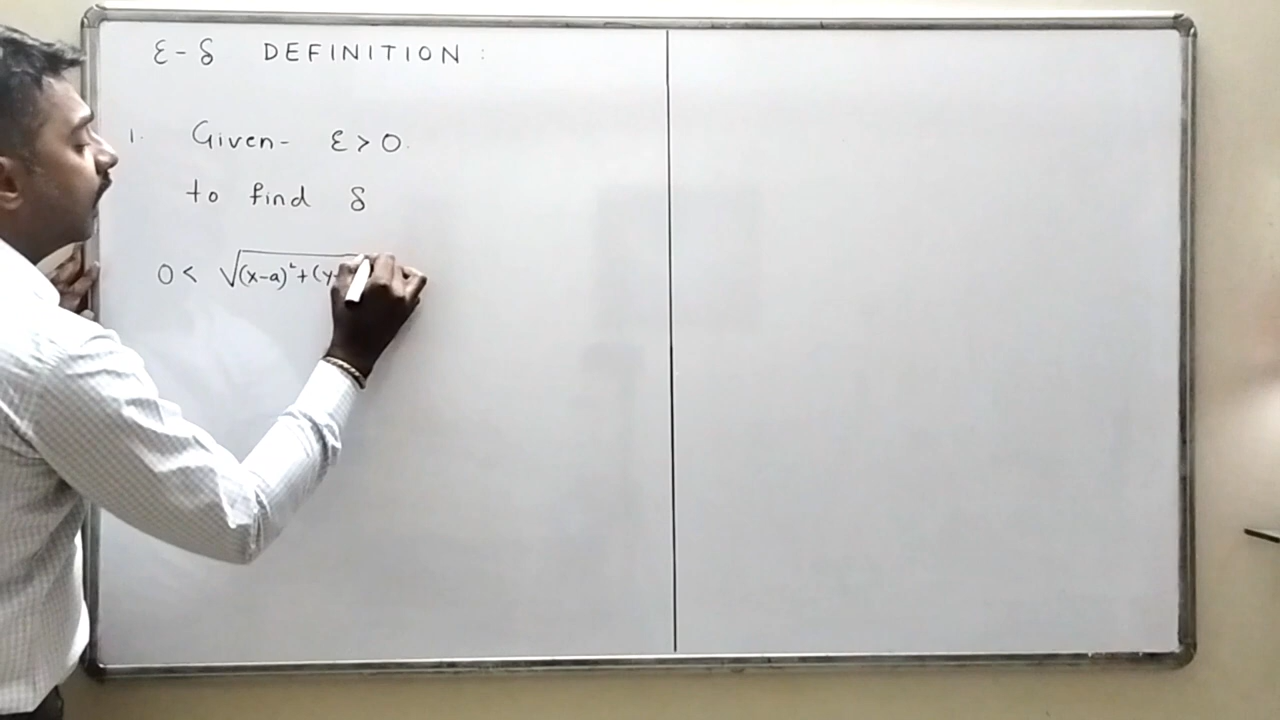 ε-δ DEFINITION :
1. Given- ε > 0.
to find δ
0 < √(x-a)²+(y-